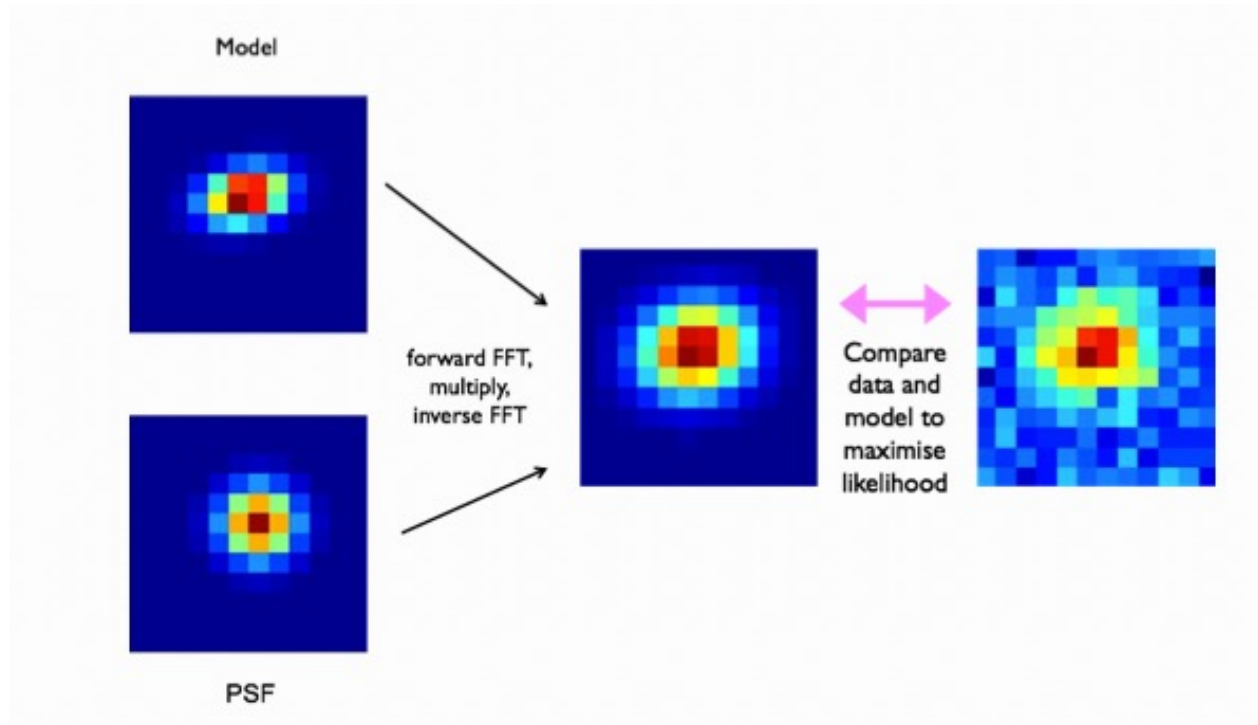 Model
forward FFT,
multiply,
inverse FFT
Compare
data and
model to
maximise
likelihood
PSF